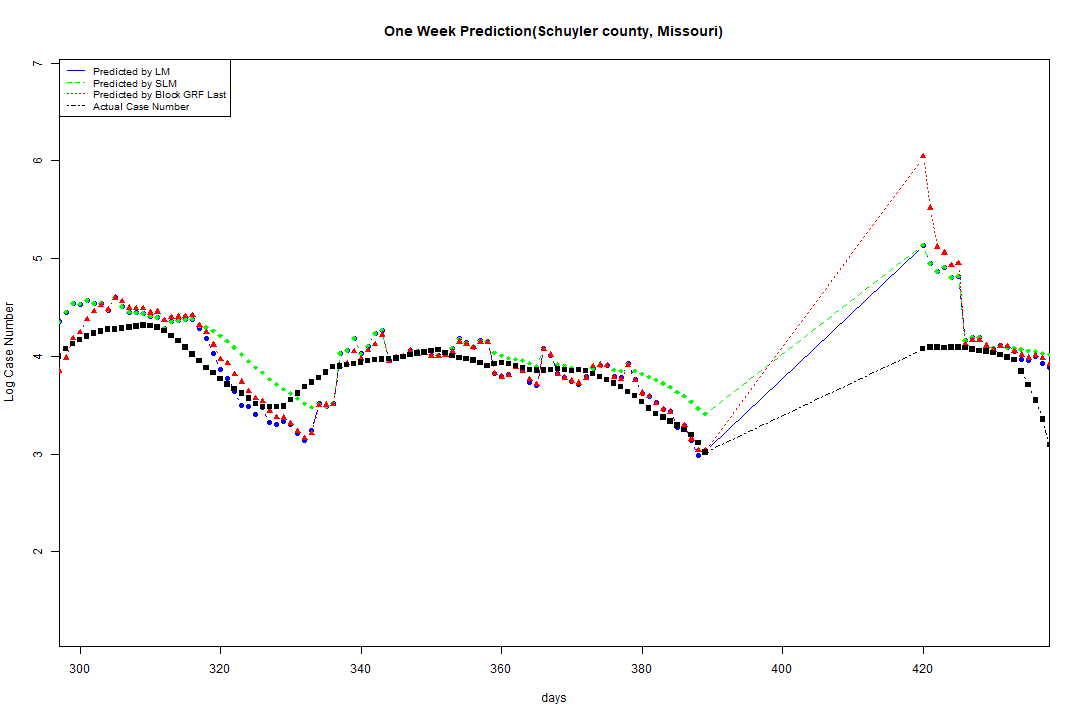 One Week Prediction(Schuyler county, Missouri)
Predicted by LM
Predicted by SLM
Predicted by Block GRF Last
Actual Case Number
7
6
5
4
3
2
Log Case Number
300 320 340 360 380 400 420
days